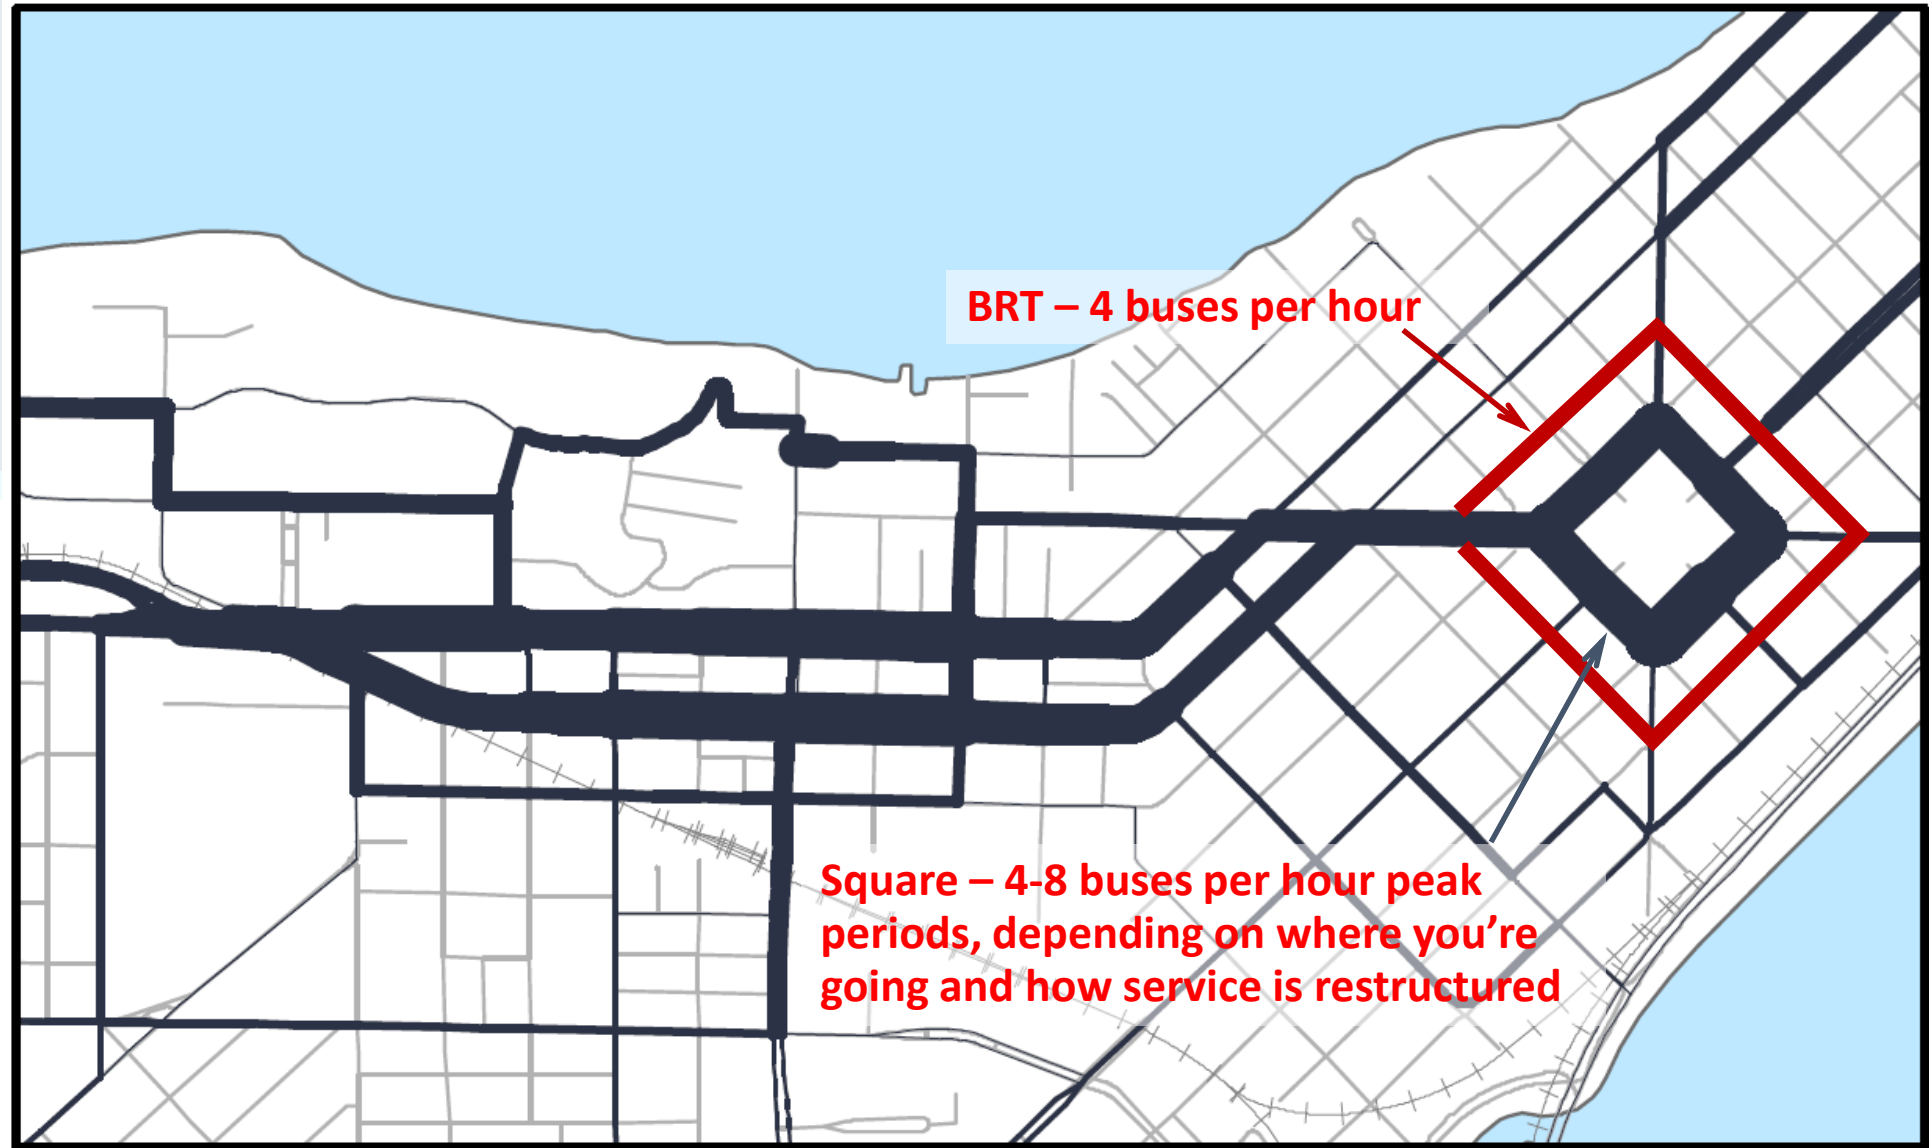 BRT – 4 buses per hour
Square – 4-8 buses per hour peak
periods, depending on where you’re
going and how service is restructured